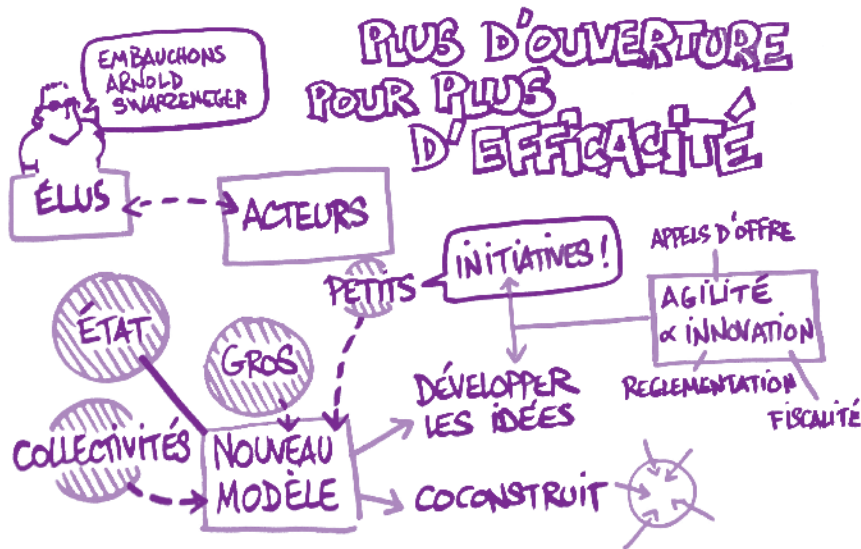 PLUS D'OUVERTURE
POUR PLUS
D'EFFICACITÉ
EMBAUCHONS
ARNOLD
SWARZENEGER
ÉLUS
ACTEURS
PETITS
INITIATIVES !
APPELS D'OFFRE
AGILITÉ
∝ INNOVATION
REGLEMENTATION
FISCALITÉ
ÉTAT
GROS
COLLECTIVITÉS
NOUVEAU
MODÈLE
DÉVELOPPER
LES IDÉES
COCONSTRUIT